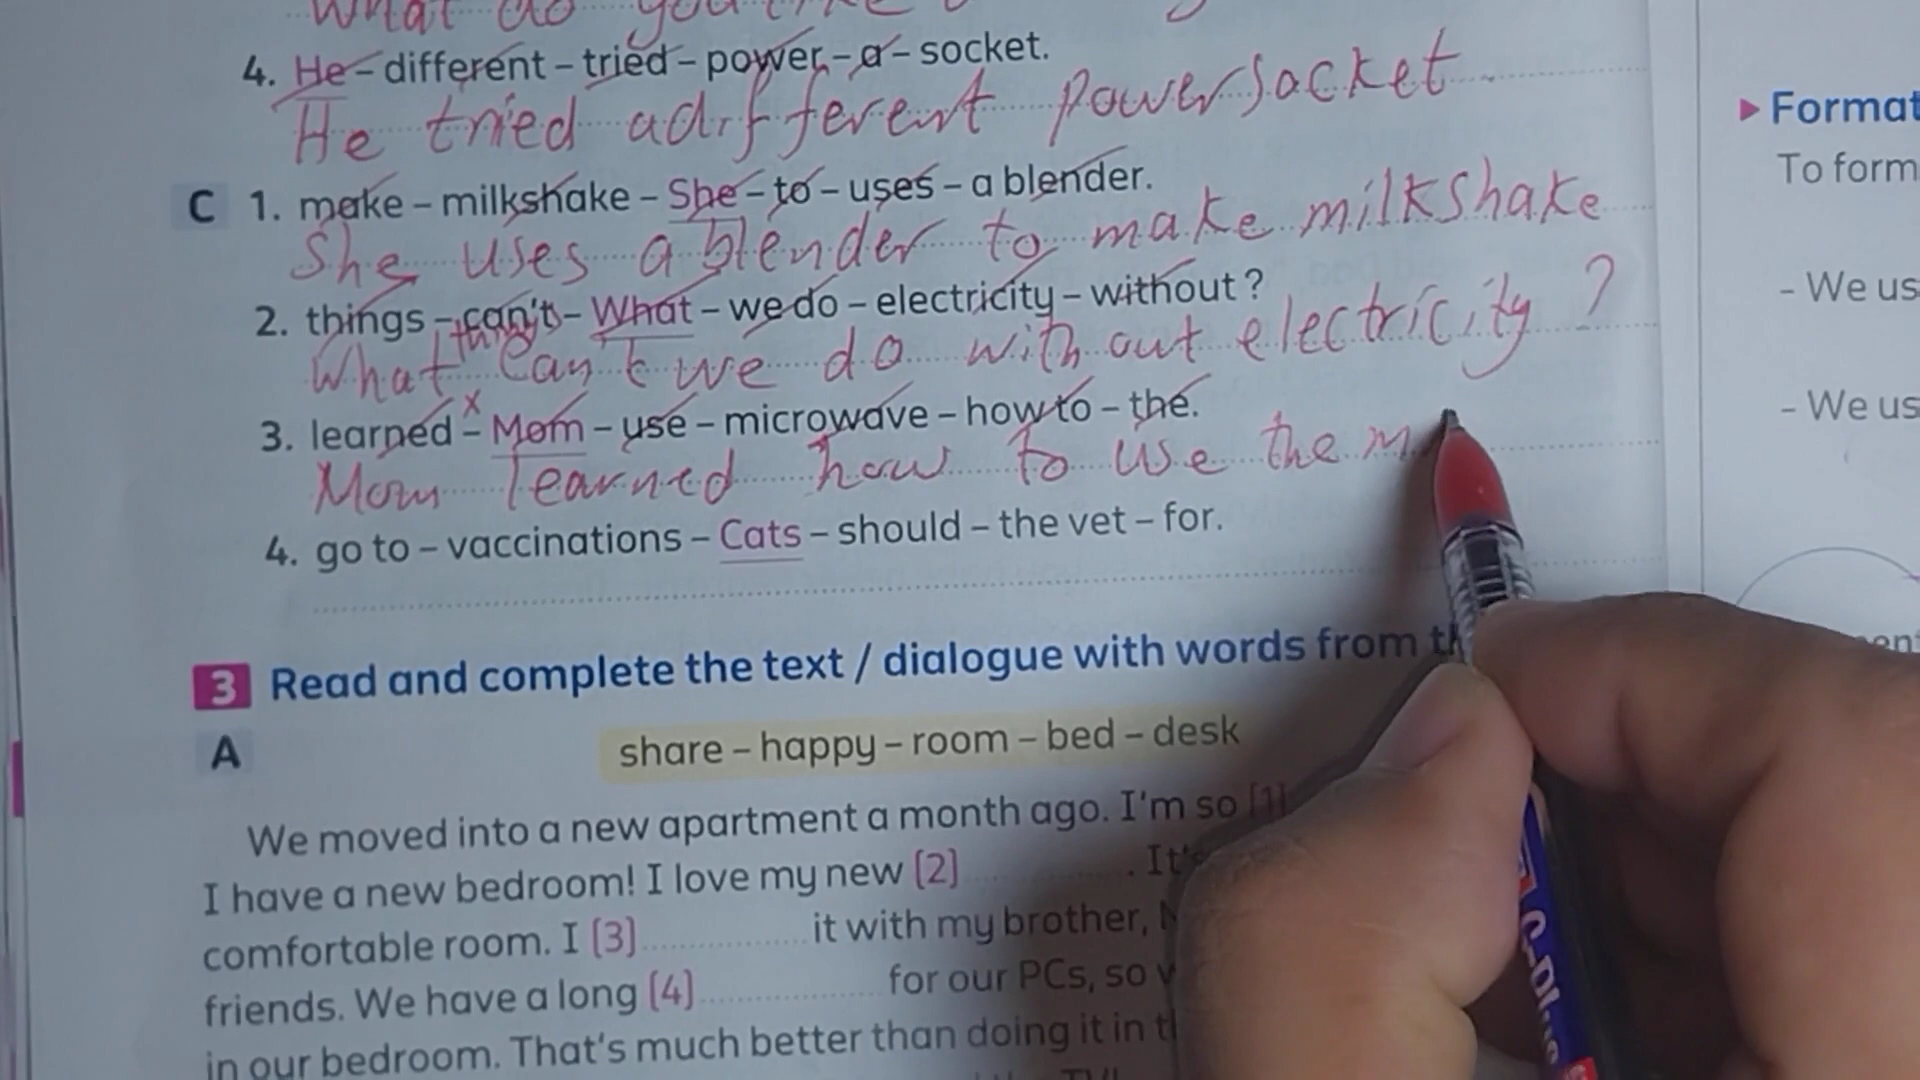 What do you
4. He – different – tried – power – a – socket.
He tried a different power socket
C 1. make – milkshake – She – to – uses – a blender.
She uses a blender to make milkshake
2. things – can't – What – we do – electricity – without ?
things
What can't we do without electricity ?
x
3. learned – Mom – use – microwave – how to – the.
Mom learned how to use the m
4. go to – vaccinations – Cats – should – the vet – for.
3 Read and complete the text / dialogue with words from
A
share – happy – room – bed – desk
We moved into a new apartment a month ago. I'm so [1]
I have a new bedroom! I love my new [2] . It's
comfortable room. I [3] it with my brother,
friends. We have a long [4] for our PCs, so
in our bedroom. That's much better than doing it in
Format
To form
- We us
- We us